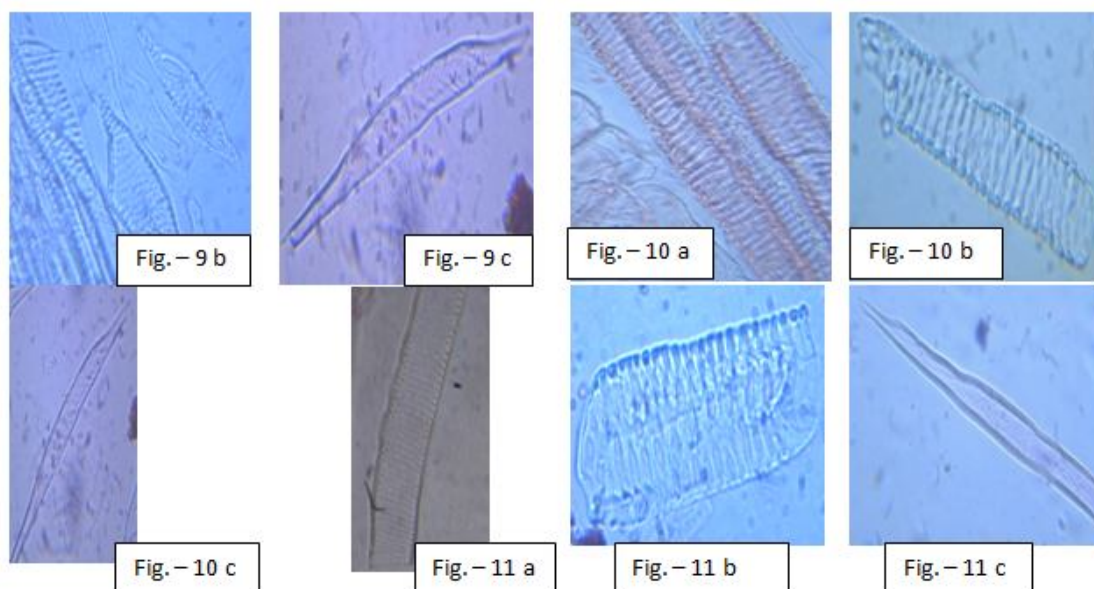 Fig. – 9 b
Fig. – 9 c
Fig. – 10 a
Fig. – 10 b
Fig. – 10 c
Fig. – 11 a
Fig. – 11 b
Fig. – 11 c